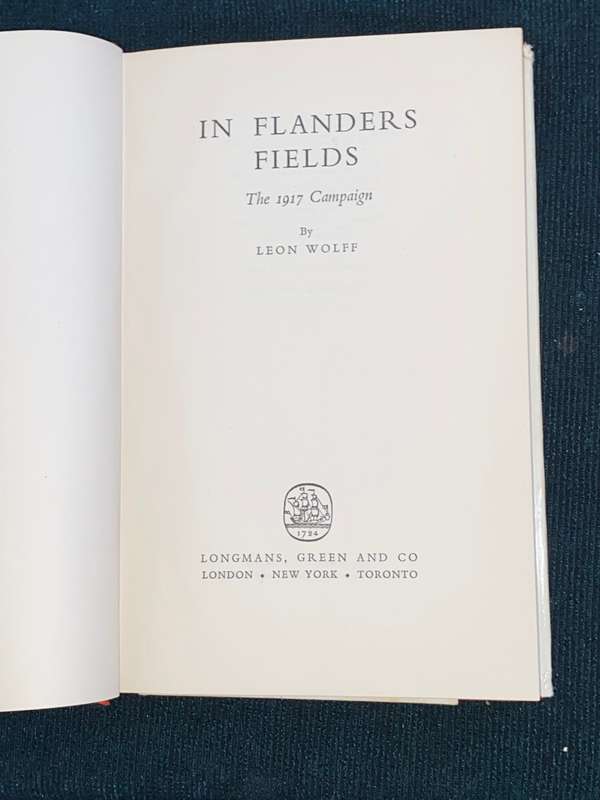 IN FLANDERS
FIELDS
The 1917 Campaign
By
LEON WOLFF
1724
LONGMANS, GREEN AND CO
LONDON • NEW YORK • TORONTO